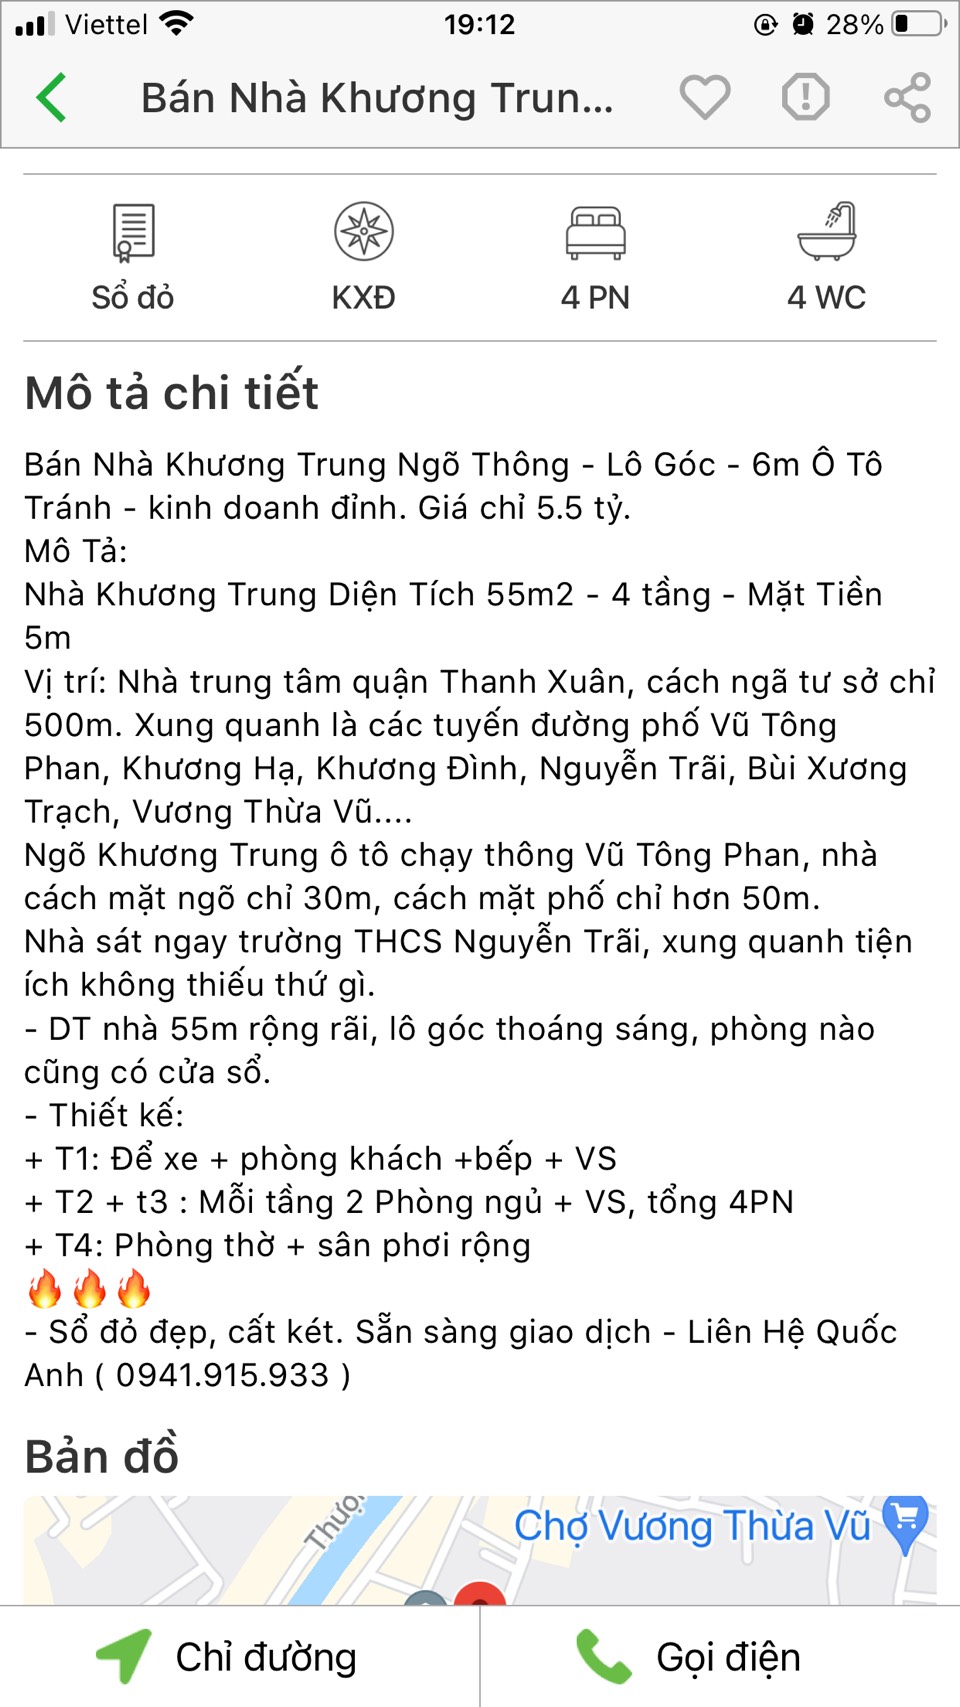 Viettel 19:12 28%
Bán Nhà Khương Trun...
Sổ đỏ KXĐ 4 PN 4 WC
Mô tả chi tiết
Bán Nhà Khương Trung Ngõ Thông - Lô Góc - 6m Ô Tô
Tránh - kinh doanh đỉnh. Giá chỉ 5.5 tỷ.
Mô Tả:
Nhà Khương Trung Diện Tích 55m2 - 4 tầng - Mặt Tiền
5m
Vị trí: Nhà trung tâm quận Thanh Xuân, cách ngã tư sở chỉ
500m. Xung quanh là các tuyến đường phố Vũ Tông
Phan, Khương Hạ, Khương Đình, Nguyễn Trãi, Bùi Xương
Trạch, Vương Thừa Vũ....
Ngõ Khương Trung ô tô chạy thông Vũ Tông Phan, nhà
cách mặt ngõ chỉ 30m, cách mặt phố chỉ hơn 50m.
Nhà sát ngay trường THCS Nguyễn Trãi, xung quanh tiện
ích không thiếu thứ gì.
- DT nhà 55m rộng rãi, lô góc thoáng sáng, phòng nào
cũng có cửa sổ.
- Thiết kế:
+ T1: Để xe + phòng khách +bếp + VS
+ T2 + t3 : Mỗi tầng 2 Phòng ngủ + VS, tổng 4PN
+ T4: Phòng thờ + sân phơi rộng
🔥🔥🔥
- Sổ đỏ đẹp, cất két. Sẵn sàng giao dịch - Liên Hệ Quốc
Anh ( 0941.915.933 )
Bản đồ
Chợ Vương Thừa Vũ
Chỉ đường Gọi điện